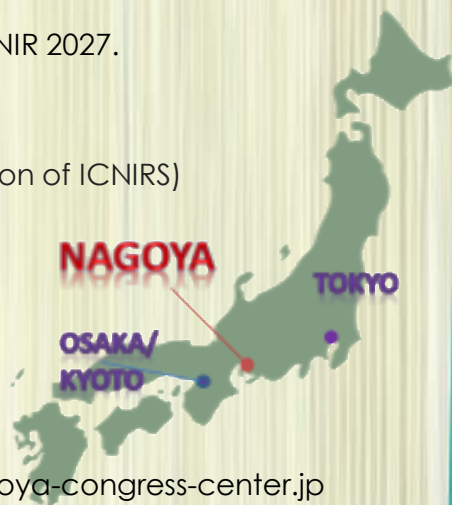 NIR 2027.
on of ICNIRS)
NAGOYA
TOKYO
OSAKA/
KYOTO
oya-congress-center.jp